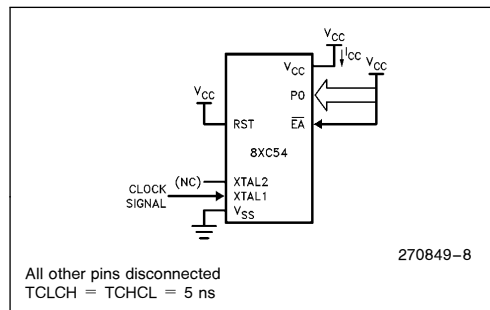 VCC
ICC
VCC
VCC
VCC
P0
RST
EA
8XC54
(NC)
XTAL2
CLOCK
SIGNAL
XTAL1
VSS
270849–8
All other pins disconnected
TCLCH = TCHCL = 5 ns